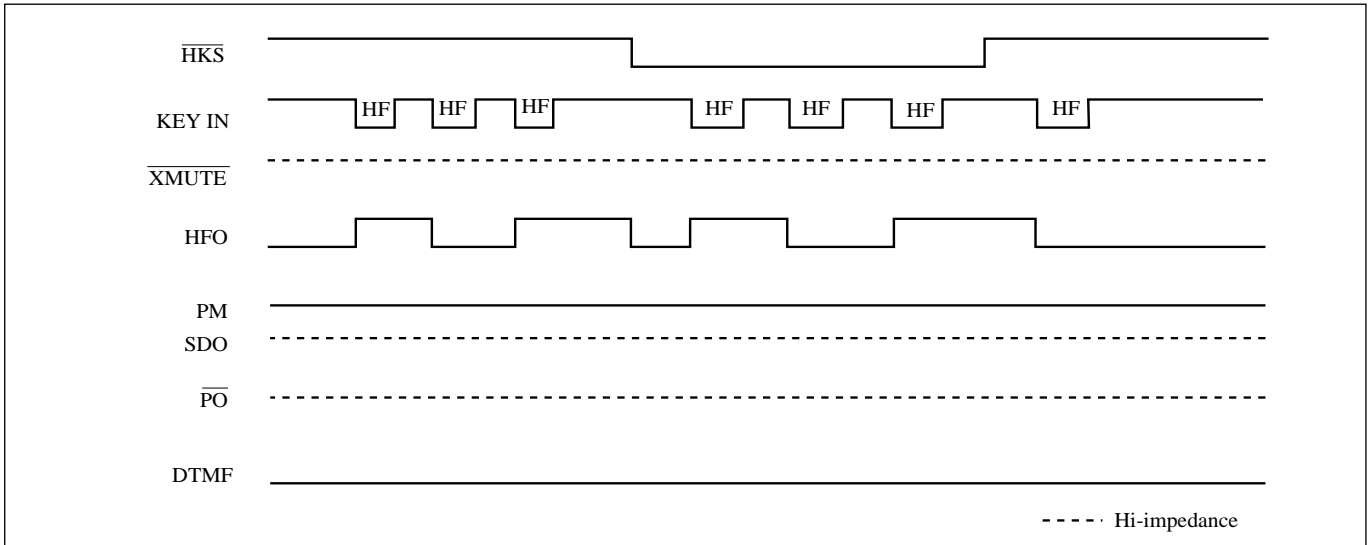 HKS
KEY IN HF HF HF HF HF HF HF
XMUTE
HFO
PM
SDO
PO
DTMF
Hi-impedance